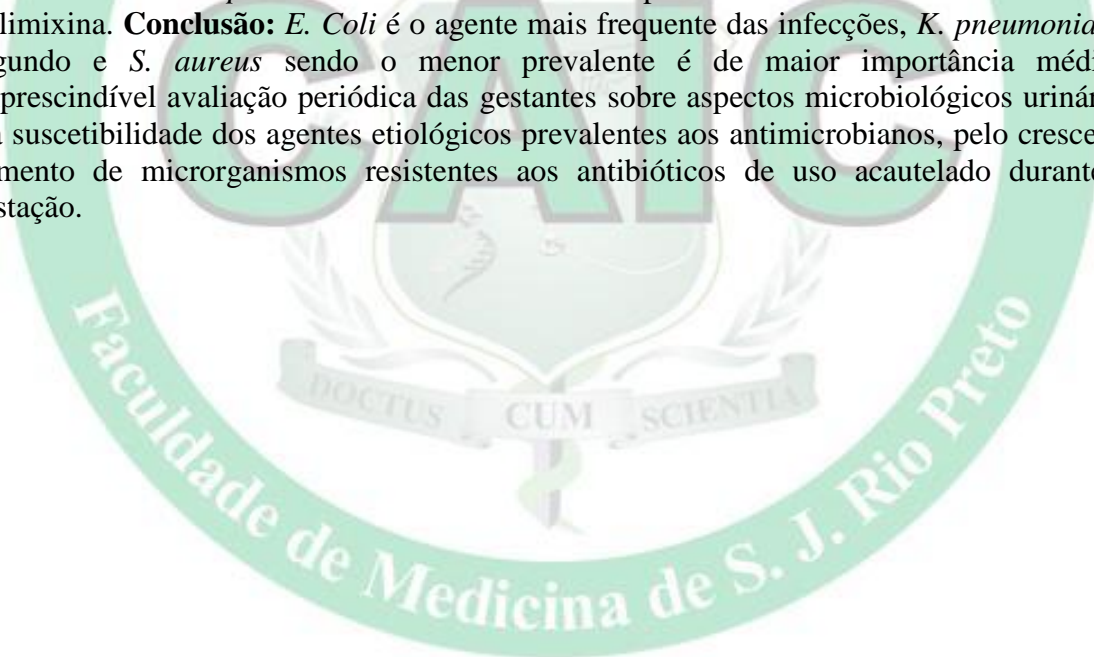 limixina. Conclusão: E. Coli é o agente mais frequente das infecções, K. pneumonia
gundo e S. aureus sendo o menor prevalente é de maior importância médi
prescindível avaliação periódica das gestantes sobre aspectos microbiológicos urinár
a suscetibilidade dos agentes etiológicos prevalentes aos antimicrobianos, pelo cresce
mento de microrganismos resistentes aos antibióticos de uso acautelado durant
stação.
CAIC
DOCTUS CUM SCIENTIA
Faculdade de Medicina de S. J. Rio Preto